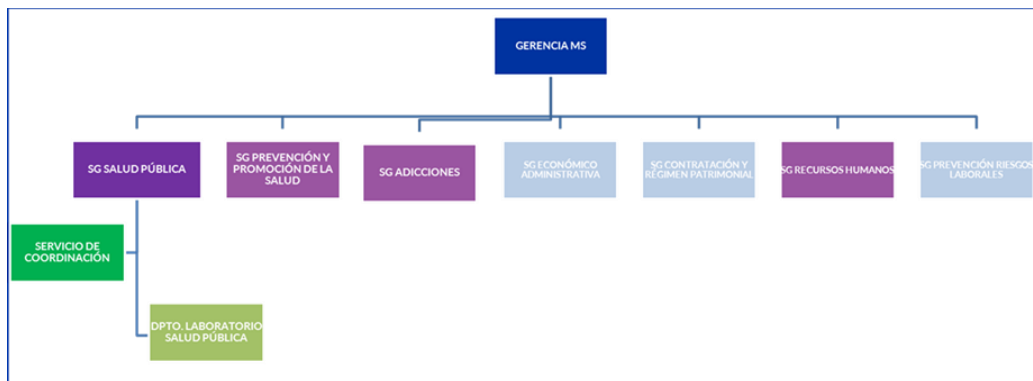 GERENCIA MS
SG SALUD PÚBLICA
SG PREVENCIÓN Y
PROMOCIÓN DE LA
SALUD
SG ADICCIONES
SG ECONÓMICO
ADMINISTRATIVA
SG CONTRATACIÓN Y
RÉGIMEN PATRIMONIAL
SG RECURSOS HUMANOS
SG PREVENCIÓN RIESGOS
LABORALES
SERVICIO DE
COORDINACIÓN
DPTO. LABORATORIO
SALUD PÚBLICA